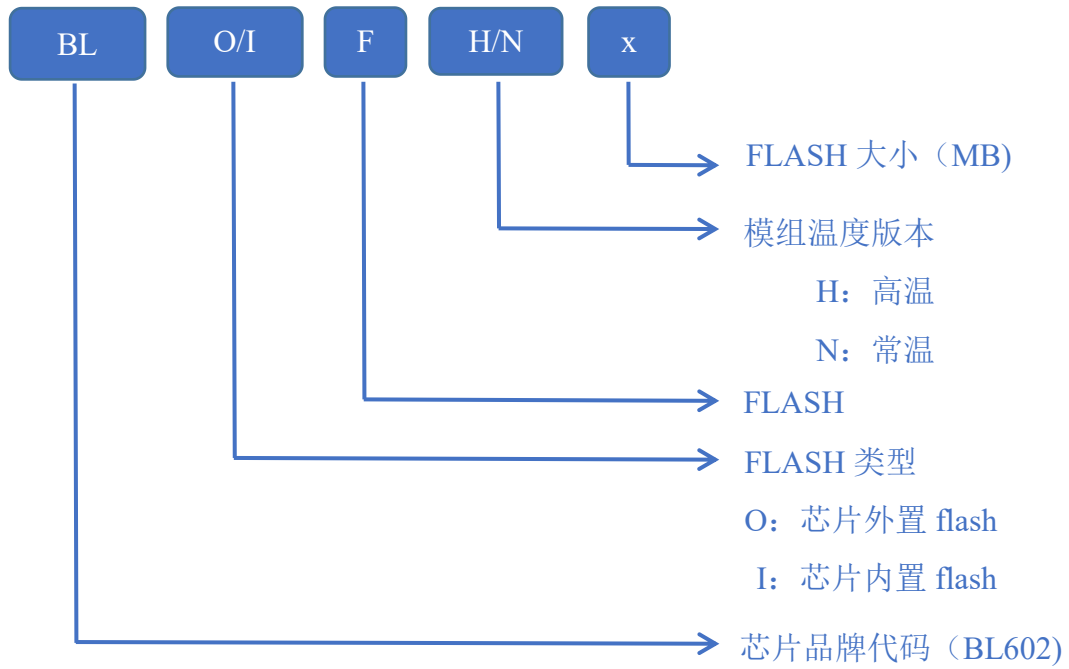 BL O/I F H/N x
FLASH 大小（MB)
模组温度版本
H：高温
N：常温
FLASH
FLASH 类型
O：芯片外置 flash
I：芯片内置 flash
芯片品牌代码（BL602)